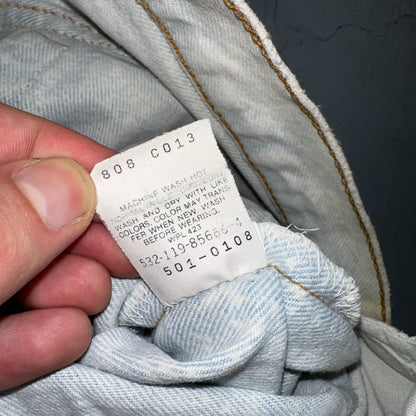 808 C013
MACHINE WASH HOT
WASH AND DRY WITH LIKE
COLORS. COLOR MAY TRANS-
FER WHEN NEW WASH
BEFORE WEARING.
WPL 423
532-119-85686
501-0108